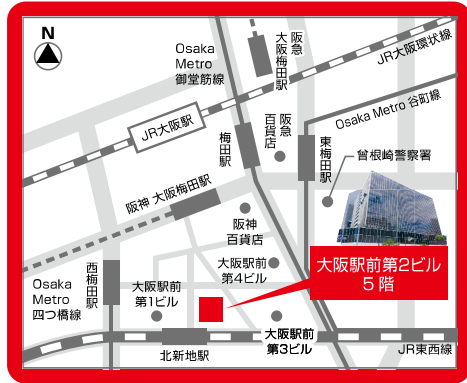 N
Osaka
Metro
御堂筋線
阪急
大阪梅田駅
JR大阪環状線
Osaka Metro 谷町線
JR大阪駅
梅田駅
阪急
百貨店
東梅田駅
曾根崎警察署
阪神 大阪梅田駅
阪神
百貨店
西梅田駅
Osaka
Metro
四つ橋線
大阪駅前
第1ビル
大阪駅前
第4ビル
大阪駅前第2ビル
5階
大阪駅前
第3ビル
北新地駅
JR東西線